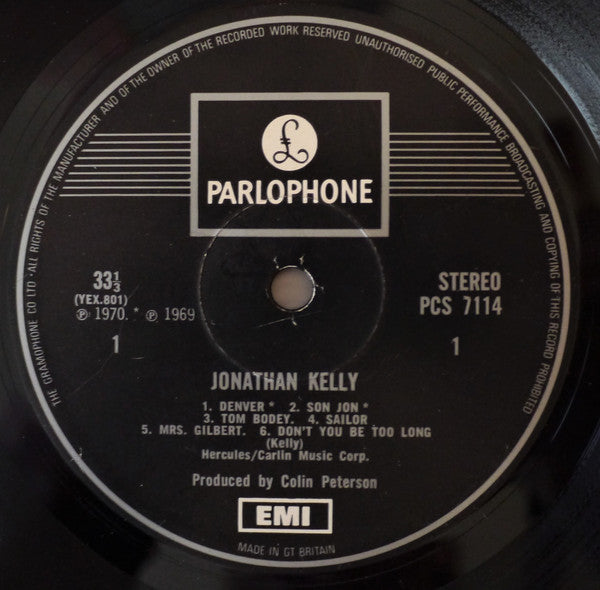 THE GRAMOPHONE CO LTD · ALL RIGHTS OF THE MANUFACTURER AND OF THE OWNER OF THE RECORDED WORK RESERVED UNAUTHORISED PUBLIC PERFORMANCE BROADCASTING AND COPYING OF THIS RECORD PROHIBITED
£
PARLOPHONE
33⅓
(YEX.801)
℗ 1970.* ℗ 1969
1
STEREO
PCS 7114
1
JONATHAN KELLY
1. DENVER * 2. SON JON *
3. TOM BODEY. 4. SAILOR
5. MRS. GILBERT. 6. DON'T YOU BE TOO LONG
(Kelly)
Hercules/Carlin Music Corp.
Produced by Colin Peterson
EMI
MADE IN GT BRITAIN